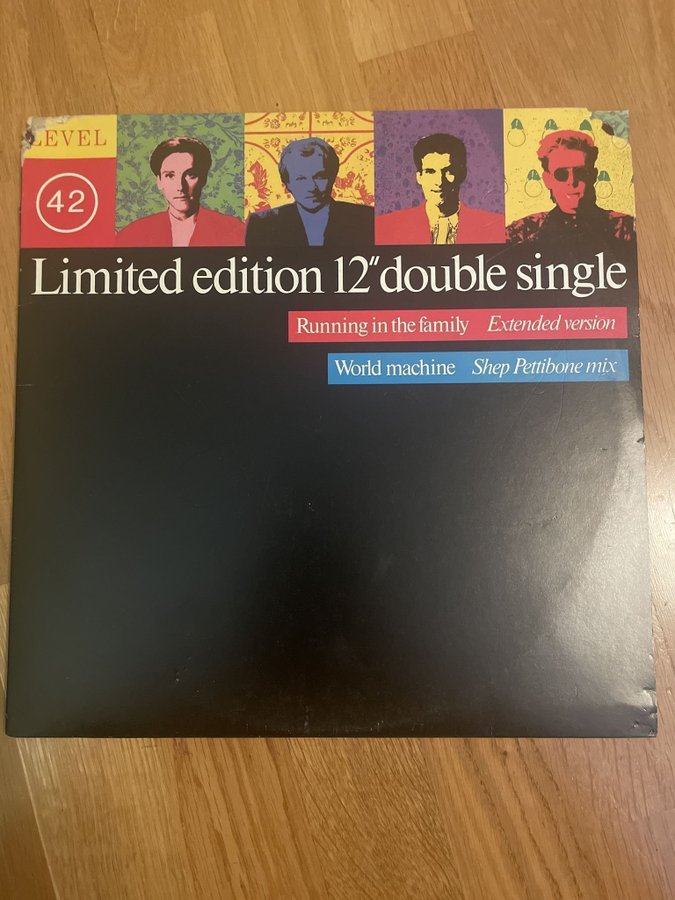 LEVEL
42
Limited edition 12" double single
Running in the family Extended version
World machine Shep Pettibone mix